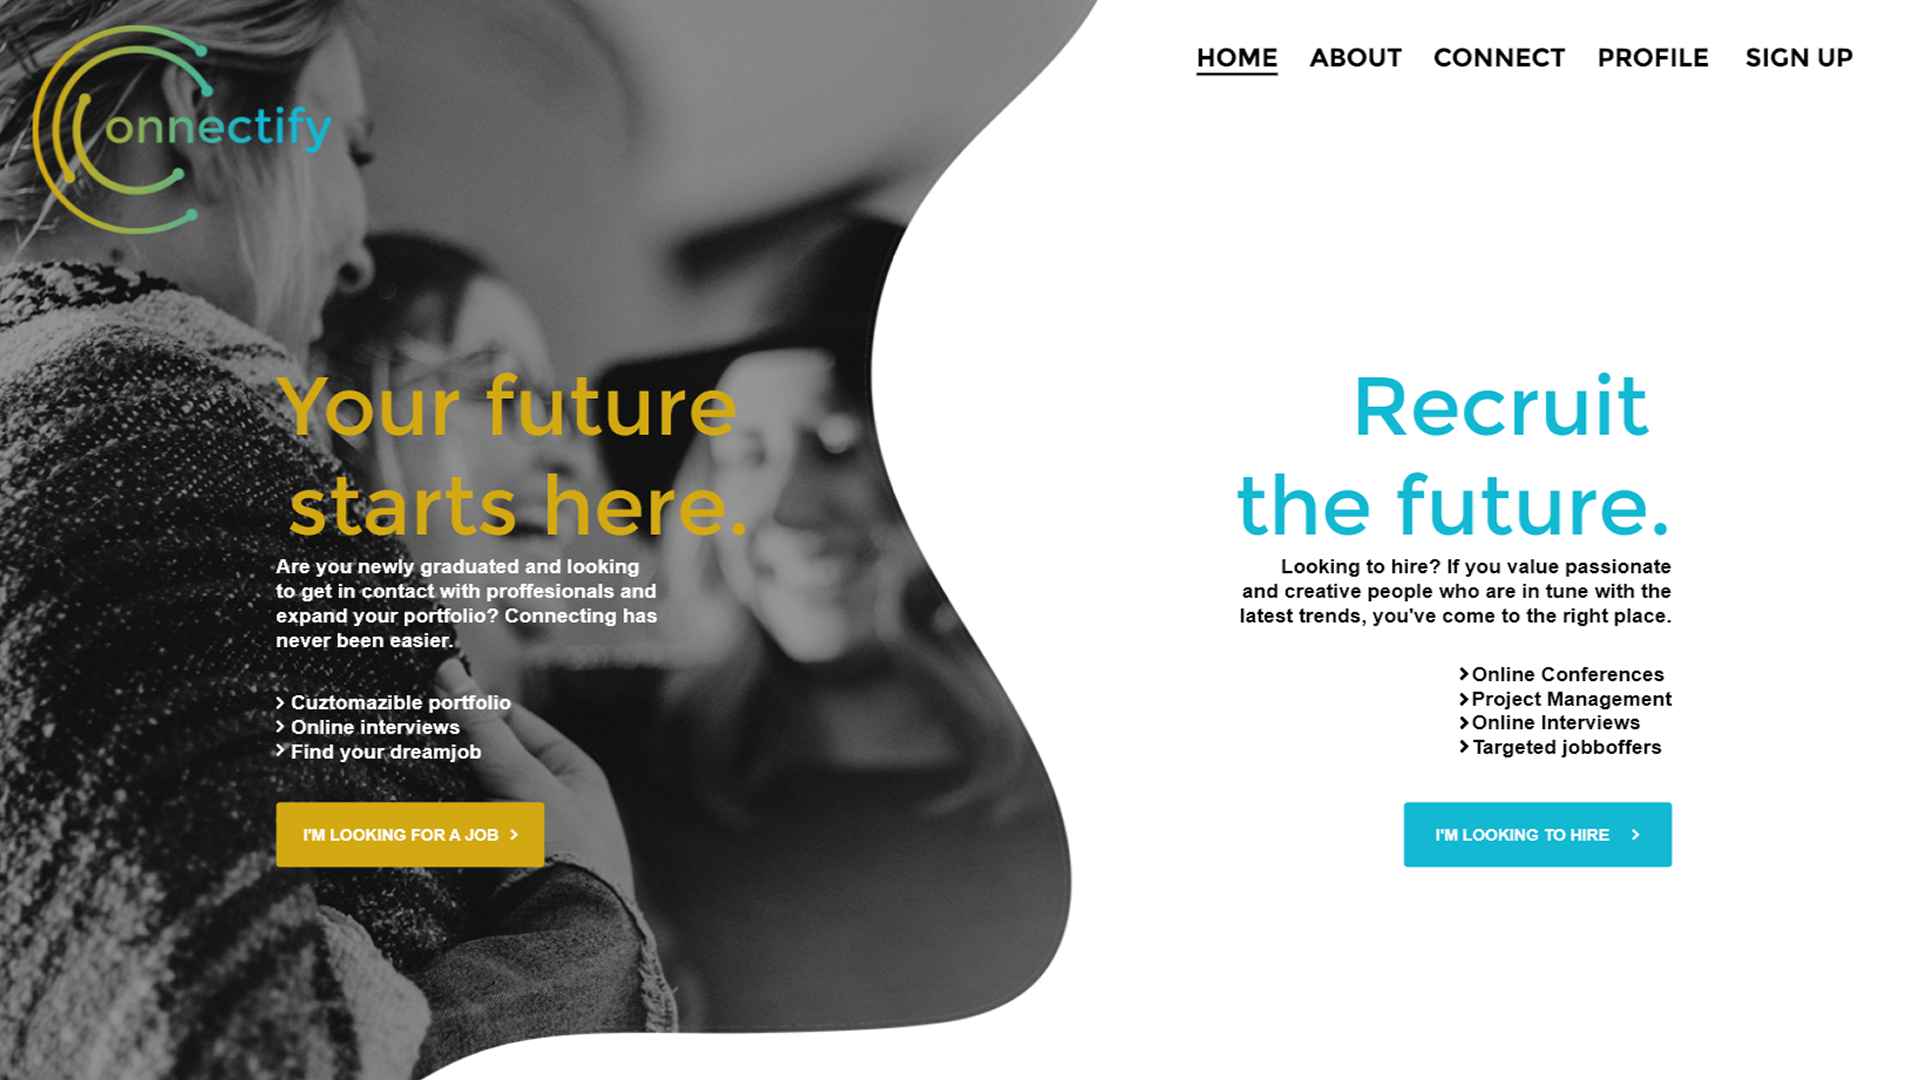 Connectify
HOME ABOUT CONNECT PROFILE SIGN UP
Your future
starts here.
Are you newly graduated and looking
to get in contact with proffesionals and
expand your portfolio? Connecting has
never been easier.
Cuztomazible portfolio
Online interviews
Find your dreamjob
I'M LOOKING FOR A JOB
Recruit
the future.
Looking to hire? If you value passionate
and creative people who are in tune with the
latest trends, you've come to the right place.
Online Conferences
Project Management
Online Interviews
Targeted jobboffers
I'M LOOKING TO HIRE